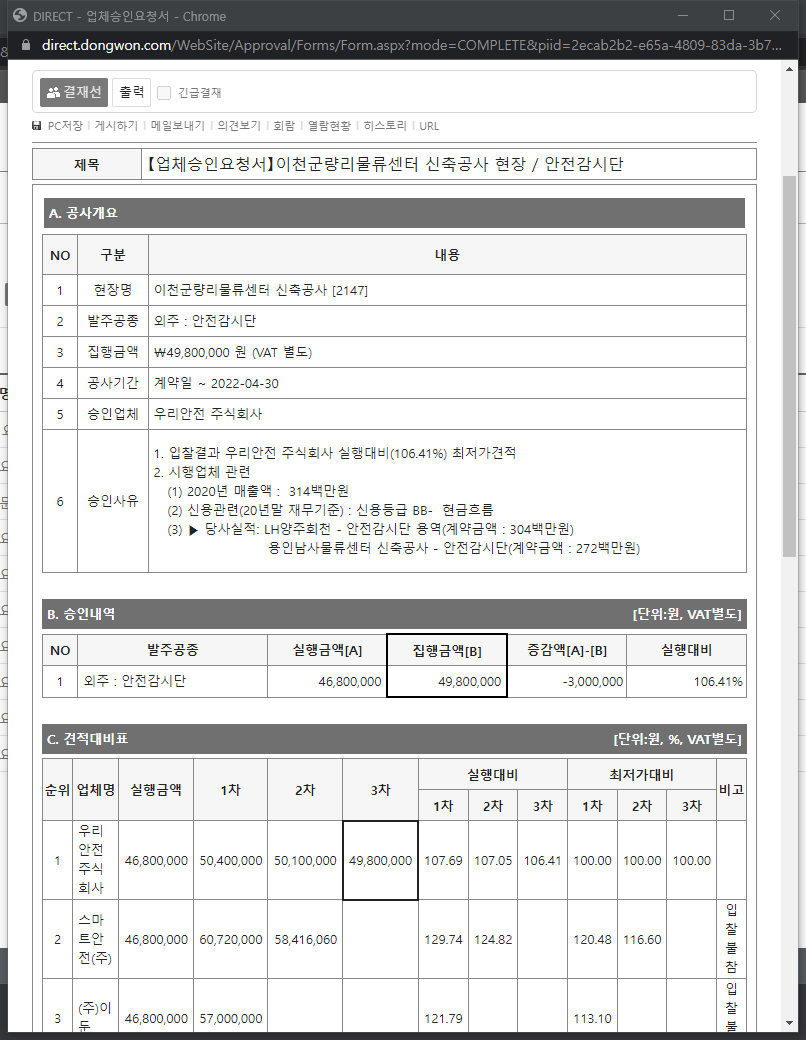 DIRECT - 업체승인요청서 - Chrome
direct.dongwon.com/WebSite/Approval/Forms/Form.aspx?mode=COMPLETE&piid=2ecab2b2-e65a-4809-83da-3b7...
결재선 출력 긴급결재
PC저장 | 게시하기 | 메일보내기 | 의견보기 | 회람 | 열람현황 | 히스토리 | URL
제목 【업체승인요청서】이천군량리물류센터 신축공사 현장 / 안전감시단
A. 공사개요
NO 구분 내용
1 현장명 이천군량리물류센터 신축공사 [2147]
2 발주공종 외주 : 안전감시단
3 집행금액 ₩49,800,000 원 (VAT 별도)
4 공사기간 계약일 ~ 2022-04-30
5 승인업체 우리안전 주식회사
6 승인사유
1. 입찰결과 우리안전 주식회사 실행대비(106.41%) 최저가견적
2. 시행업체 관련
(1) 2020년 매출액 : 314백만원
(2) 신용관련(20년말 재무기준) : 신용등급 BB- 현금흐름
(3) ▶ 당사실적: LH양주회천 - 안전감시단 용역(계약금액 : 304백만원)
용인남사물류센터 신축공사 - 안전감시단(계약금액 : 272백만원)
B. 승인내역 [단위:원, VAT별도]
NO 발주공종 실행금액[A] 집행금액[B] 증감액[A]-[B] 실행대비
1 외주 : 안전감시단 46,800,000 49,800,000 -3,000,000 106.41%
C. 견적대비표 [단위:원, %, VAT별도]
순위 업체명 실행금액 1차 2차 3차 실행대비 최저가대비 비고
1차 2차 3차 1차 2차 3차
1 우리안전 주식회사 46,800,000 50,400,000 50,100,000 49,800,000 107.69 107.05 106.41 100.00 100.00 100.00
2 스마트안전(주) 46,800,000 60,720,000 58,416,060 129.74 124.82 120.48 116.60 입찰불참
3 (주)이둔 46,800,000 57,000,000 121.79 113.10 입찰불